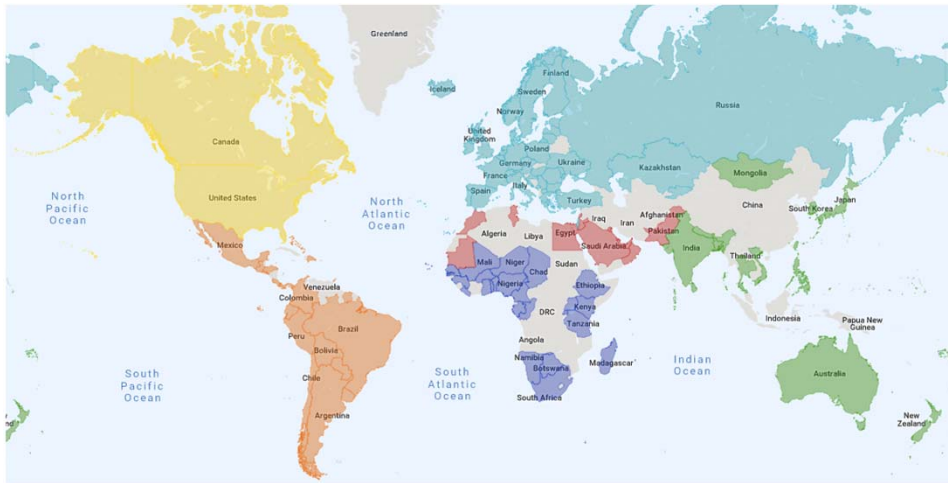 Greenland
Iceland
Finland
Sweden
Norway
Russia
Canada
United
Kingdom
Poland
Germany
Ukraine
Kazakhstan
Mongolia
France
Italy
Spain
Turkey
North
Pacific
Ocean
United States
North
Atlantic
Ocean
Algeria
Libya
Egypt
Iraq
Iran
Afghanistan
Pakistan
China
South Korea
Japan
Mexico
Saudi Arabia
India
Mali
Niger
Chad
Sudan
Thailand
Venezuela
Colombia
Nigeria
Ethiopia
Kenya
DRC
Tanzania
Indonesia
Papua New
Guinea
Brazil
Peru
Bolivia
Angola
Namibia
Botswana
Madagascar
Indian
Ocean
Australia
South
Pacific
Ocean
Chile
South
Atlantic
Ocean
South Africa
Argentina
New
Zealand
nd